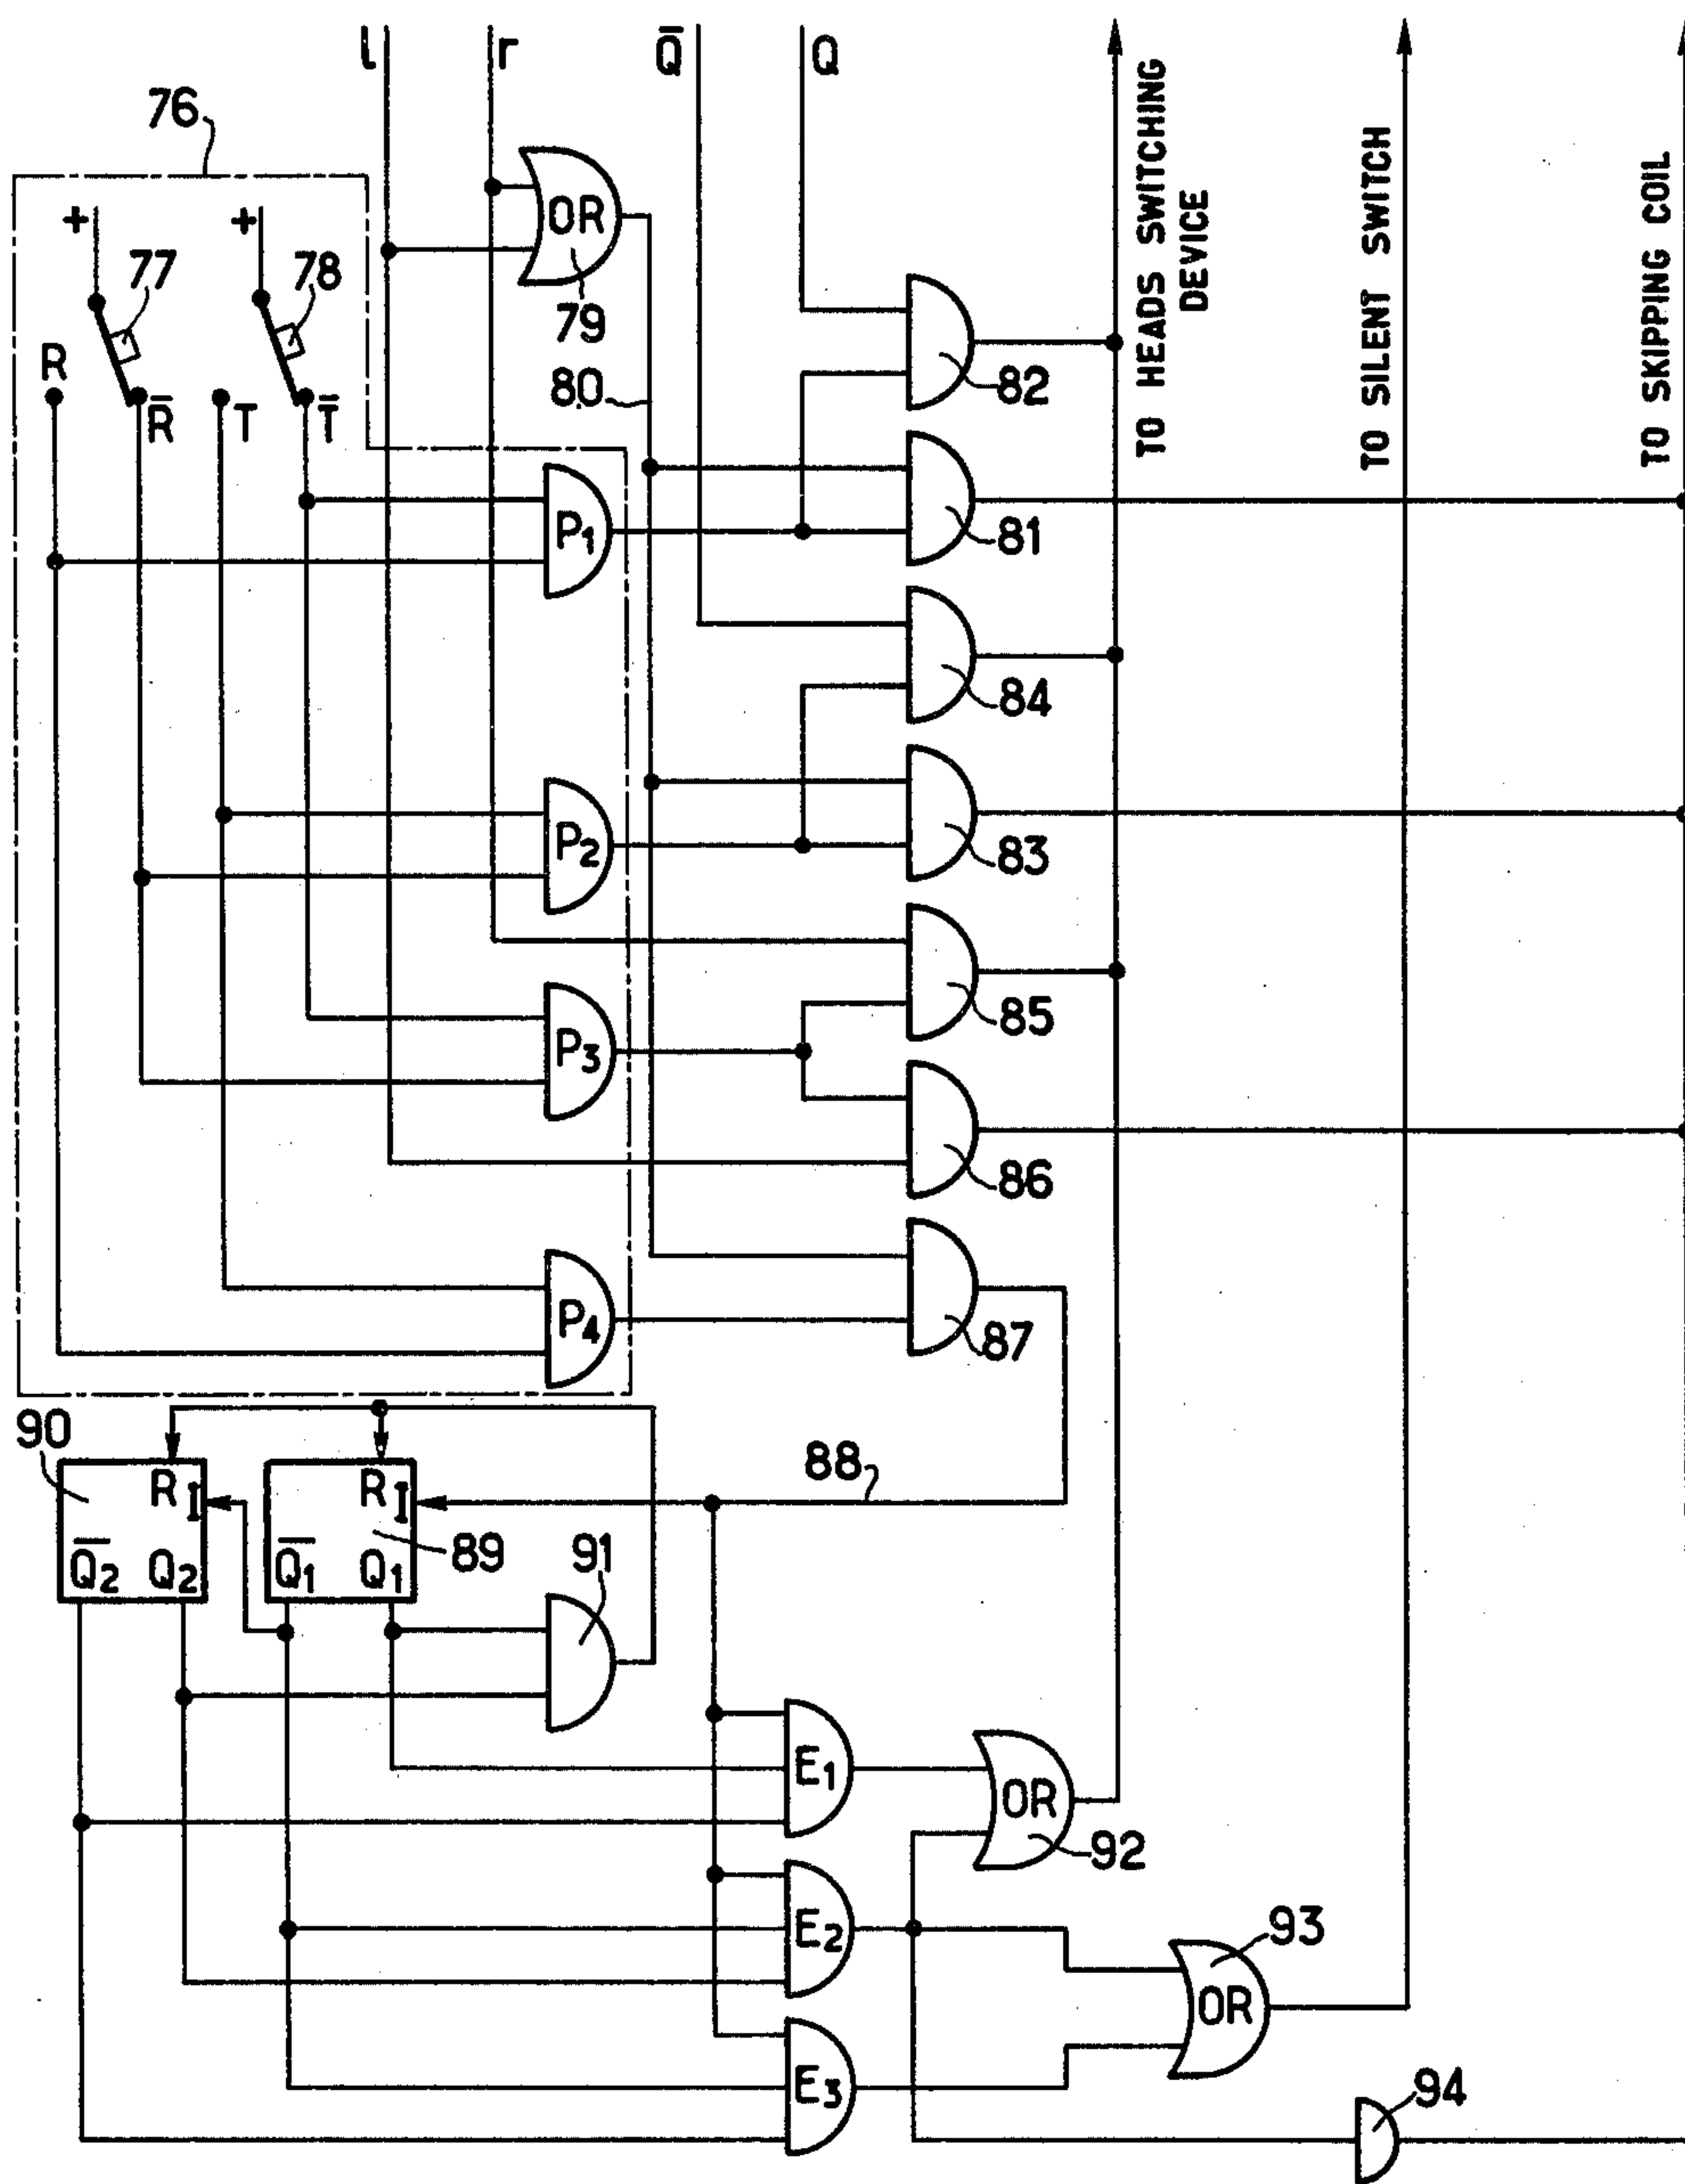 l
r
Q̅
Q
76
+
+
77
78
R
R̅
T
T̅
OR
79
80
TO HEADS SWITCHING
DEVICE
TO SILENT SWITCH
TO SKIPPING COIL
82
P1
81
84
P2
83
85
P3
86
P4
87
90
R I
Q̅2 Q2
R I
Q̅1 Q1
89
88
91
E1
OR
92
E2
93
OR
E3
94